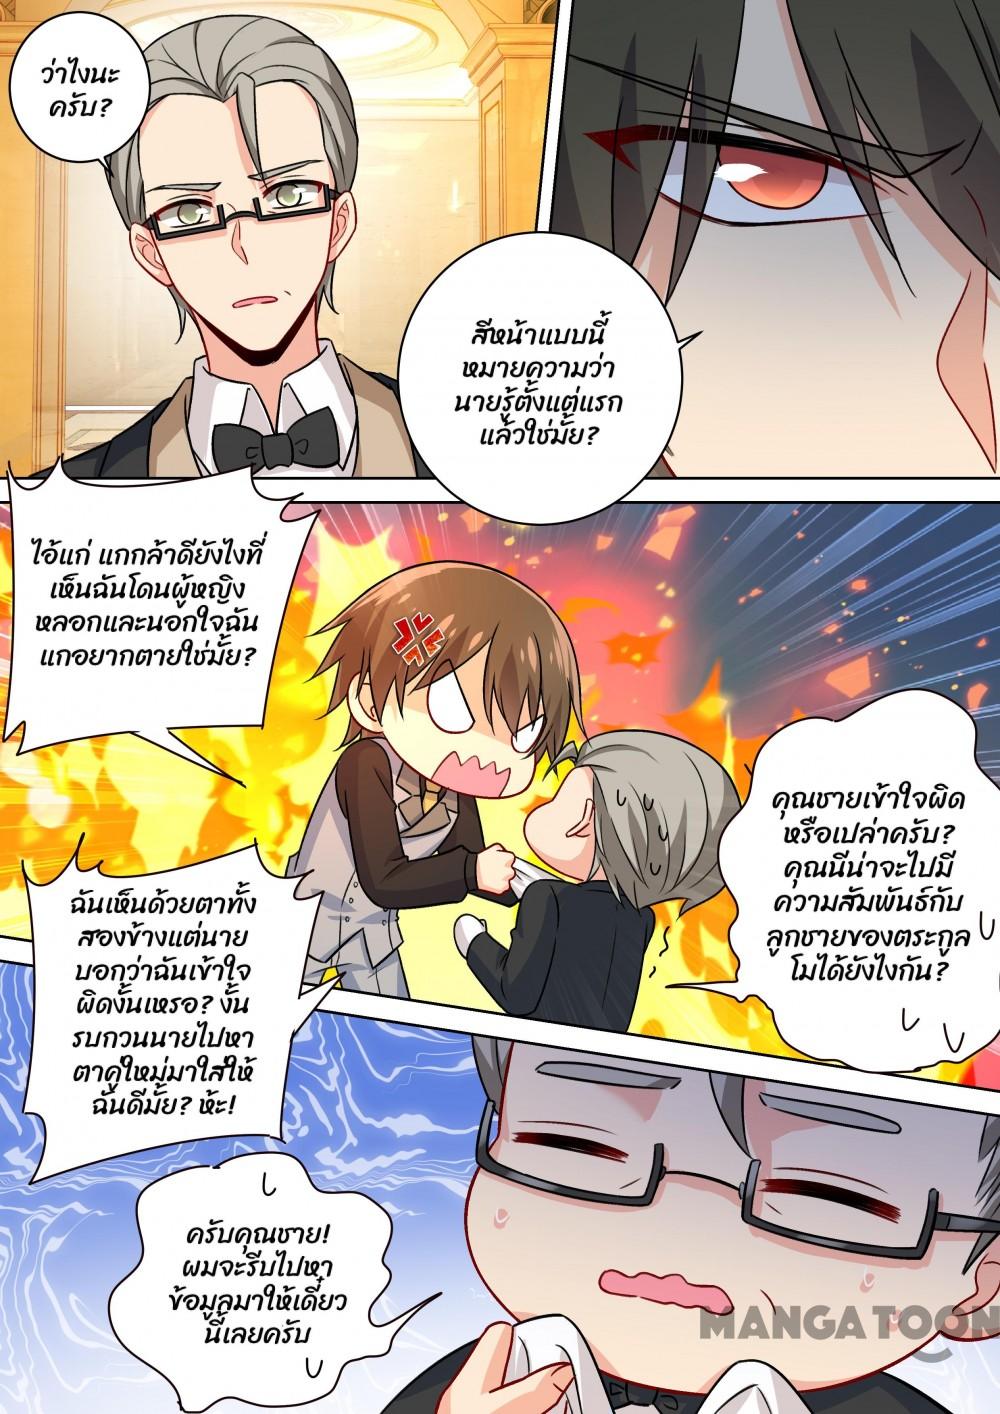 ว่าไงนะ
ครับ?
สีหน้าแบบนี้
หมายความว่า
นายรู้ตั้งแต่แรก
แล้วใช่มั้ย?
ไอ้แก่ แกกล้าดียังไงที่
เห็นฉันโดนผู้หญิง
หลอกและนอกใจฉัน
แกอยากตายใช่มั้ย?
คุณชายเข้าใจผิด
หรือเปล่าครับ?
คุณนีน่าจะไปมี
ความสัมพันธ์กับ
ลูกชายของตระกูล
โมได้ยังไงกัน?
ฉันเห็นด้วยตาทั้ง
สองข้างแต่นาย
บอกว่าฉันเข้าใจ
ผิดงั้นเหรอ? งั้น
รบกวนนายไปหา
ตาคู่ใหม่มาใส่ให้
ฉันดีมั้ย? ห้ะ!
ครับคุณชาย!
ผมจะรีบไปหา
ข้อมูลมาให้เดี๋ยว
นี้เลยครับ
MANGATOON